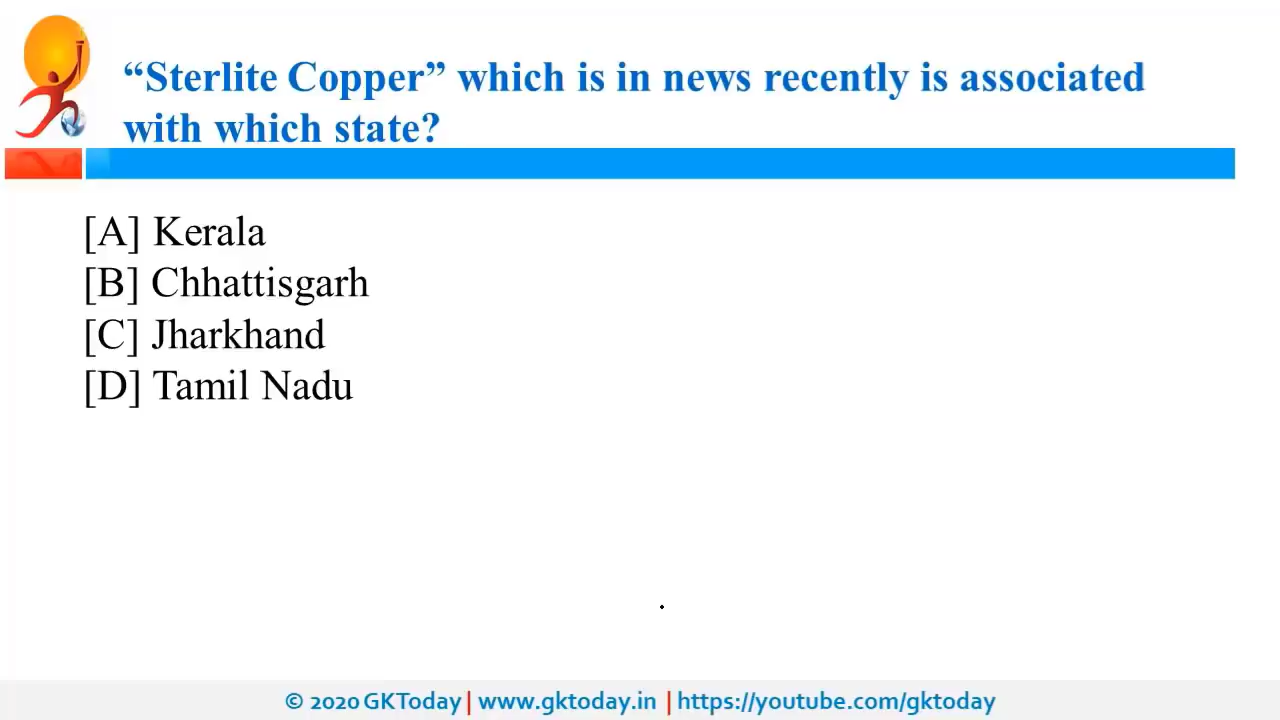 “Sterlite Copper” which is in news recently is associated
with which state?
[A] Kerala
[B] Chhattisgarh
[C] Jharkhand
[D] Tamil Nadu
© 2020 GKToday | www.gktoday.in | https://youtube.com/gktoday